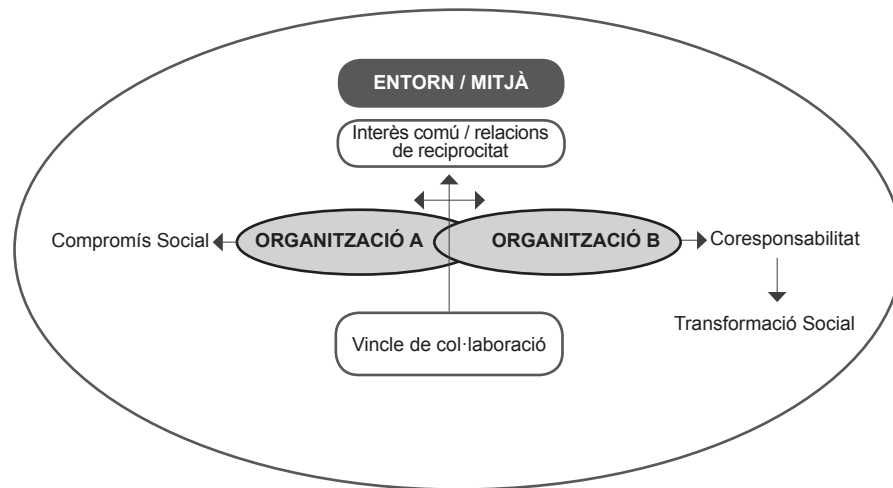 ENTORN / MITJÀ
Interès comú / relacions
de reciprocitat
Compromís Social
ORGANITZACIÓ A
ORGANITZACIÓ B
Coresponsabilitat
Transformació Social
Vincle de col·laboració